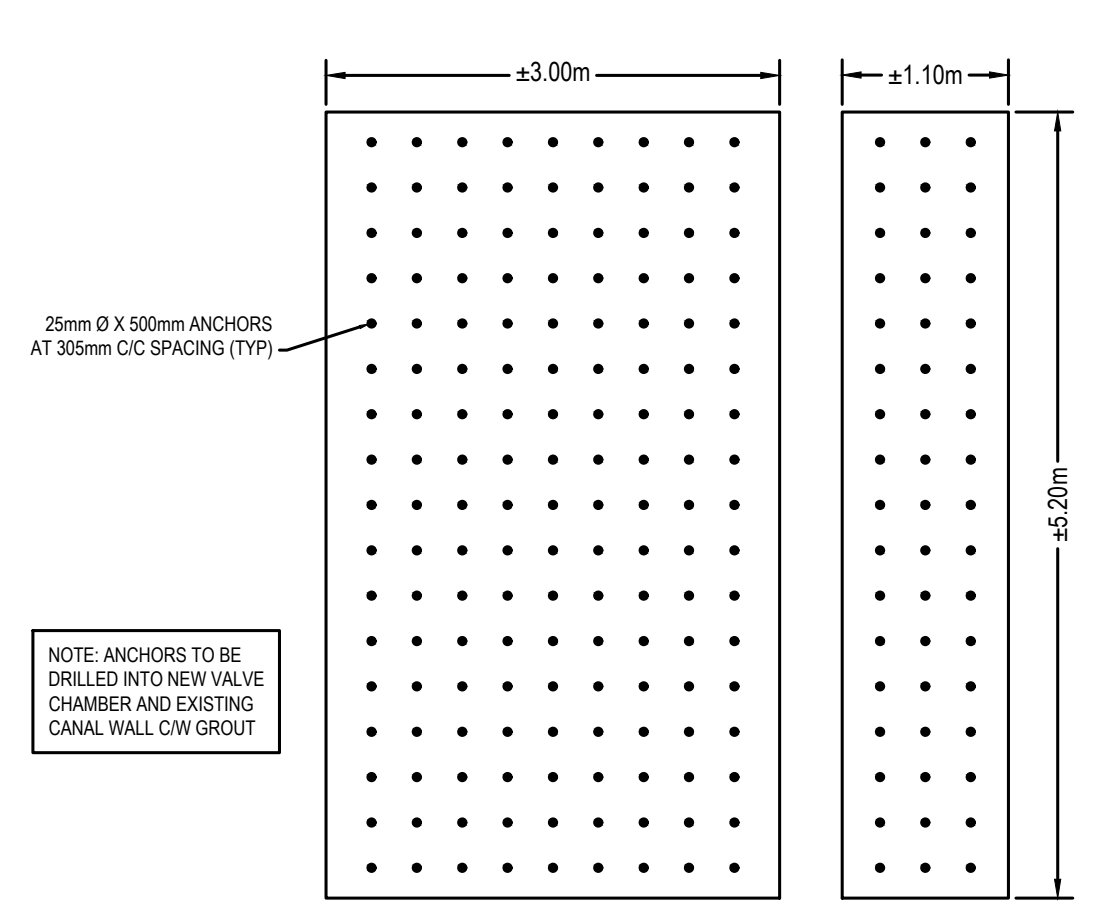 ±3.00m
±1.10m
25mm Ø X 500mm ANCHORS
AT 305mm C/C SPACING (TYP)
±5.20m
NOTE: ANCHORS TO BE
DRILLED INTO NEW VALVE
CHAMBER AND EXISTING
CANAL WALL C/W GROUT